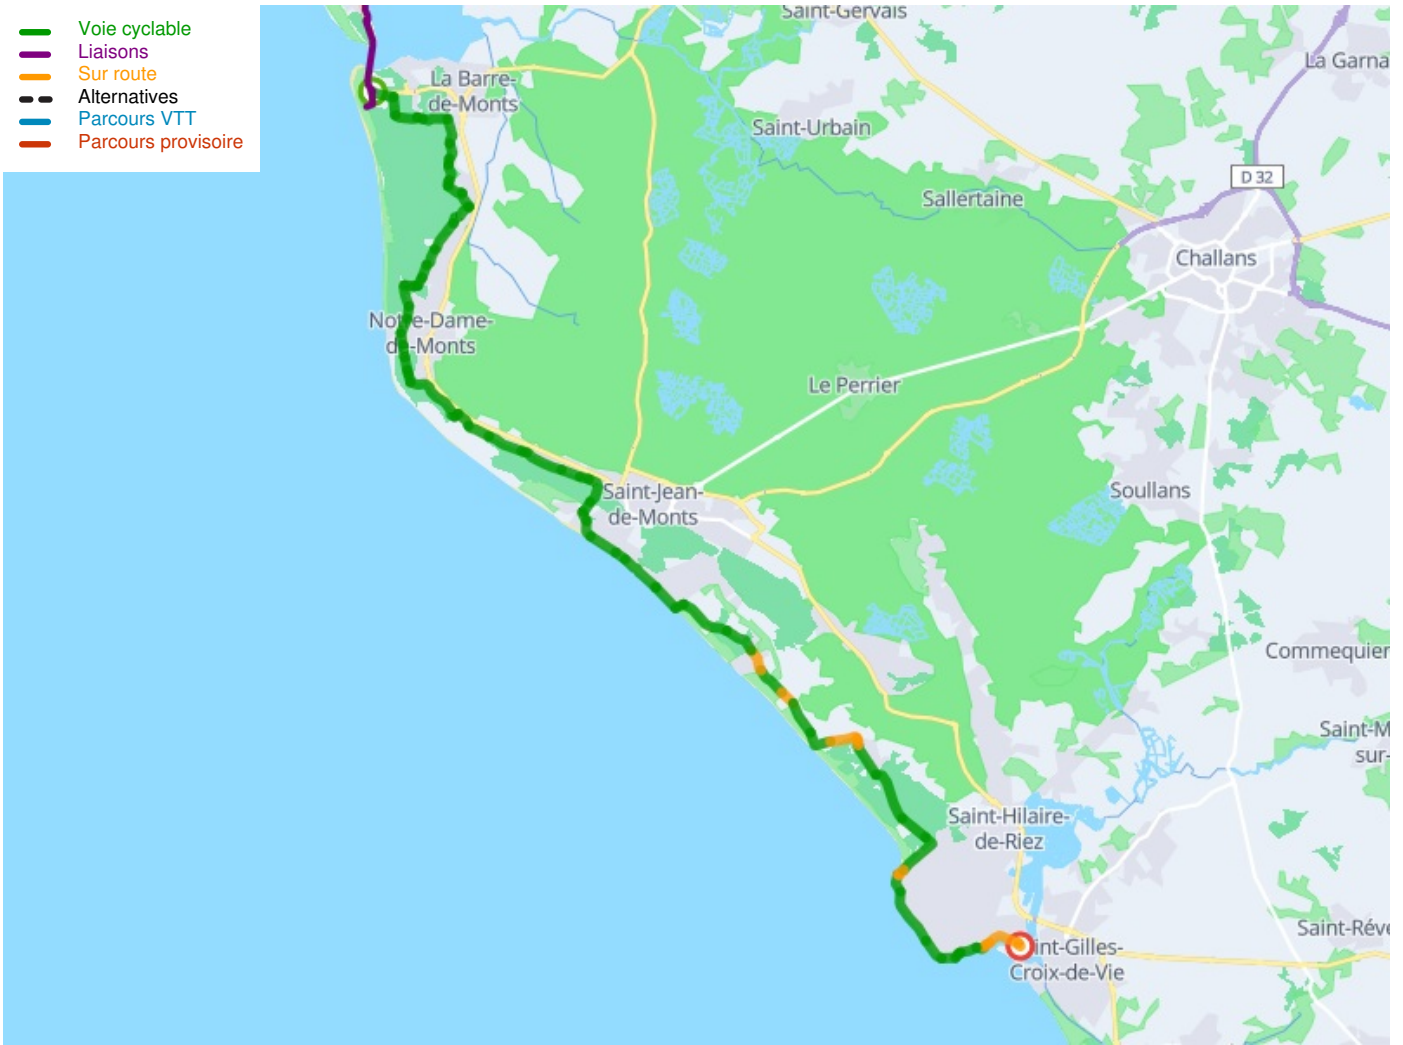 Voie cyclable
Liaisons
Sur route
Alternatives
Parcours VTT
Parcours provisoire
Saint-Gervais
La Garna
La Barre-
de-Monts
Saint-Urbain
D 32
Sallertaine
Challans
Notre-Dame-
de-Monts
Le Perrier
Saint-Jean-
de-Monts
Soullans
Commequier
Saint-M
sur-
Saint-Hilaire-
de-Riez
Saint-Réve
int-Gilles-
Croix-de-Vie